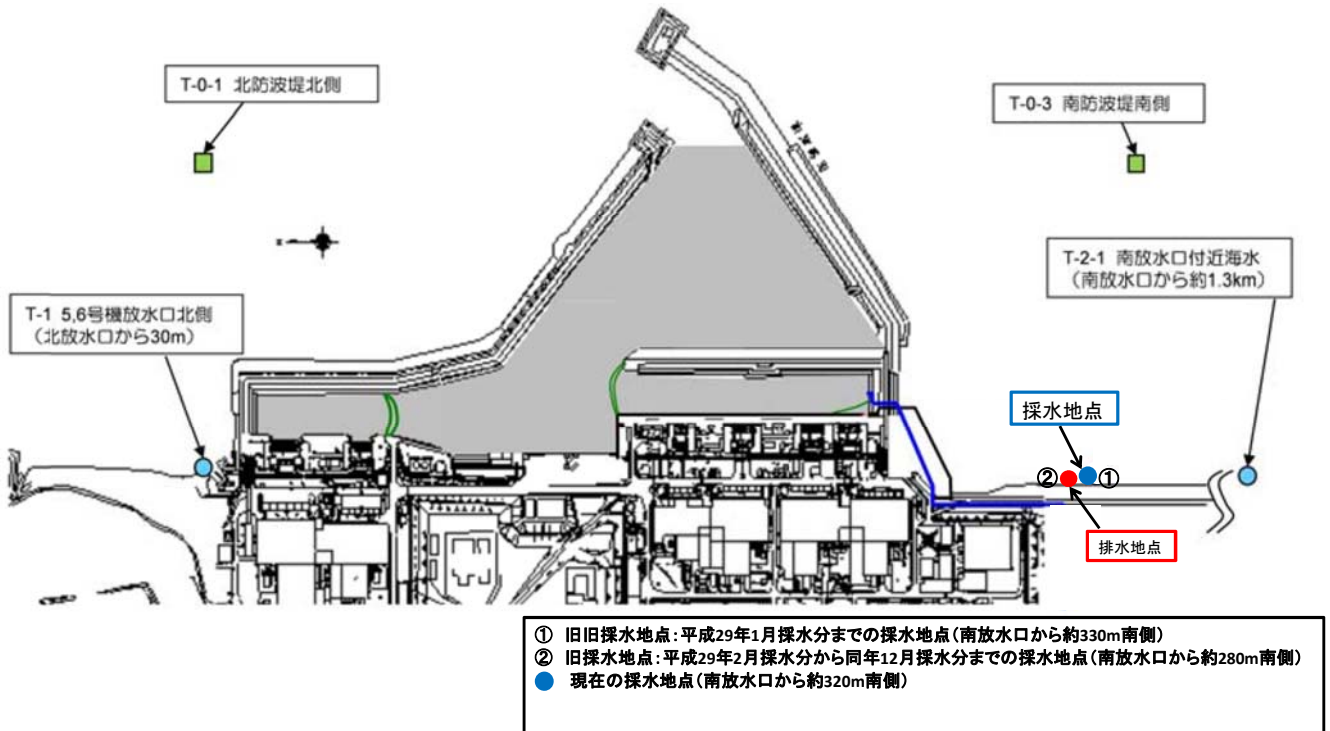 T-0-1 北防波堤北側
T-0-3 南防波堤南側
T-2-1 南放水口付近海水
（南放水口から約1.3km）
T-1 5,6号機放水口北側
（北放水口から30m）
採水地点
②
①
排水地点
① 旧旧採水地点：平成29年1月採水分までの採水地点（南放水口から約330m南側）
② 旧採水地点：平成29年2月採水分から同年12月採水分までの採水地点（南放水口から約280m南側）
現在の採水地点（南放水口から約320m南側）